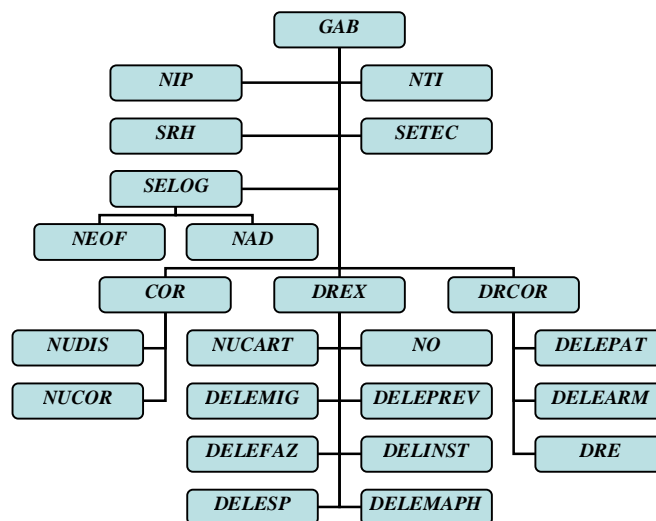 GAB
NIP
NTI
SRH
SETEC
SELOG
NEOF
NAD
COR
DREX
DRCOR
NUDIS
NUCART
NO
DELEPAT
NUCOR
DELEMIG
DELEPREV
DELEARM
DELEFAZ
DELINST
DRE
DELESP
DELEMAPH